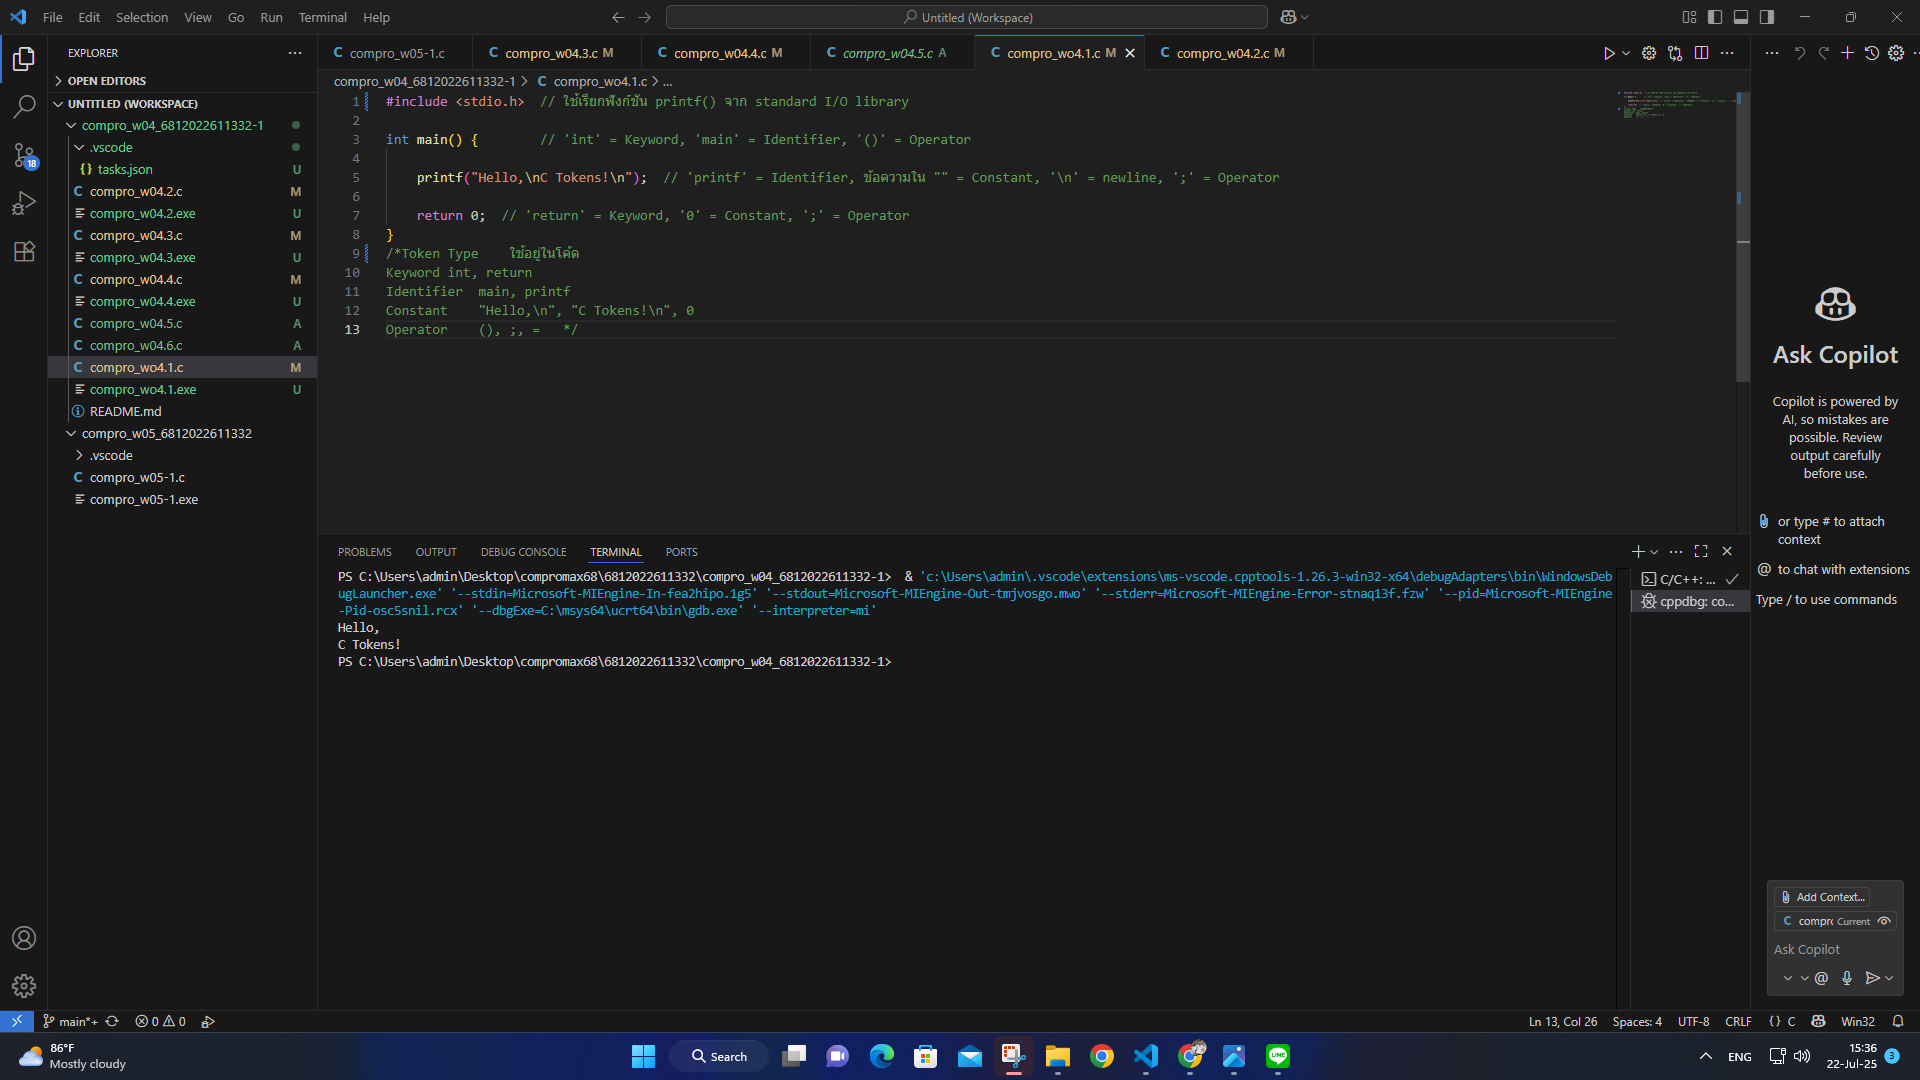 File Edit Selection View Go Run Terminal Help
Untitled (Workspace)
EXPLORER
OPEN EDITORS
UNTITLED (WORKSPACE)
compro_w04_6812022611332-1
.vscode
{} tasks.json U
C compro_w04.2.c M
compro_w04.2.exe U
C compro_w04.3.c M
compro_w04.3.exe U
C compro_w04.4.c M
compro_w04.4.exe U
C compro_w04.5.c A
C compro_w04.6.c A
C compro_wo4.1.c M
compro_wo4.1.exe U
README.md
compro_w05_6812022611332
.vscode
C compro_w05-1.c
compro_w05-1.exe
C compro_w05-1.c C compro_w04.3.c M C compro_w04.4.c M C compro_w04.5.c A C compro_wo4.1.c M C compro_w04.2.c M
compro_w04_6812022611332-1 > C compro_wo4.1.c > ...
1 #include <stdio.h>  // ใช้เรียกฟังก์ชัน printf() จาก standard I/O library
2
3 int main() {        // 'int' = Keyword, 'main' = Identifier, '()' = Operator
4
5     printf("Hello,\nC Tokens!\n");  // 'printf' = Identifier, ข้อความใน "" = Constant, '\n' = newline, ';' = Operator
6
7     return 0;  // 'return' = Keyword, '0' = Constant, ';' = Operator
8 }
9 /*Token Type    ใช้อยู่ในโค้ด
10 Keyword int, return
11 Identifier  main, printf
12 Constant    "Hello,\n", "C Tokens!\n", 0
13 Operator    (), ;, =   */
PROBLEMS OUTPUT DEBUG CONSOLE TERMINAL PORTS
PS C:\Users\admin\Desktop\compromax68\6812022611332\compro_w04_6812022611332-1>  & 'c:\Users\admin\.vscode\extensions\ms-vscode.cpptools-1.26.3-win32-x64\debugAdapters\bin\WindowsDeb
ugLauncher.exe' '--stdin=Microsoft-MIEngine-In-fea2hipo.1g5' '--stdout=Microsoft-MIEngine-Out-tmjvosgo.mwo' '--stderr=Microsoft-MIEngine-Error-stnaq13f.fzw' '--pid=Microsoft-MIEngine
-Pid-osc5snil.rcx' '--dbgExe=C:\msys64\ucrt64\bin\gdb.exe' '--interpreter=mi'
Hello,
C Tokens!
PS C:\Users\admin\Desktop\compromax68\6812022611332\compro_w04_6812022611332-1>
C/C++: ...
cppdbg: co...
Ask Copilot
Copilot is powered by
AI, so mistakes are
possible. Review
output carefully
before use.
or type # to attach
context
@ to chat with extensions
Type / to use commands
Add Context...
C compr Current
Ask Copilot
@
18
main*+ 0 0
Ln 13, Col 26 Spaces: 4 UTF-8 CRLF {} C Win32
86°F
Mostly cloudy
Search
LINE
ENG
15:36
22-Jul-25
3